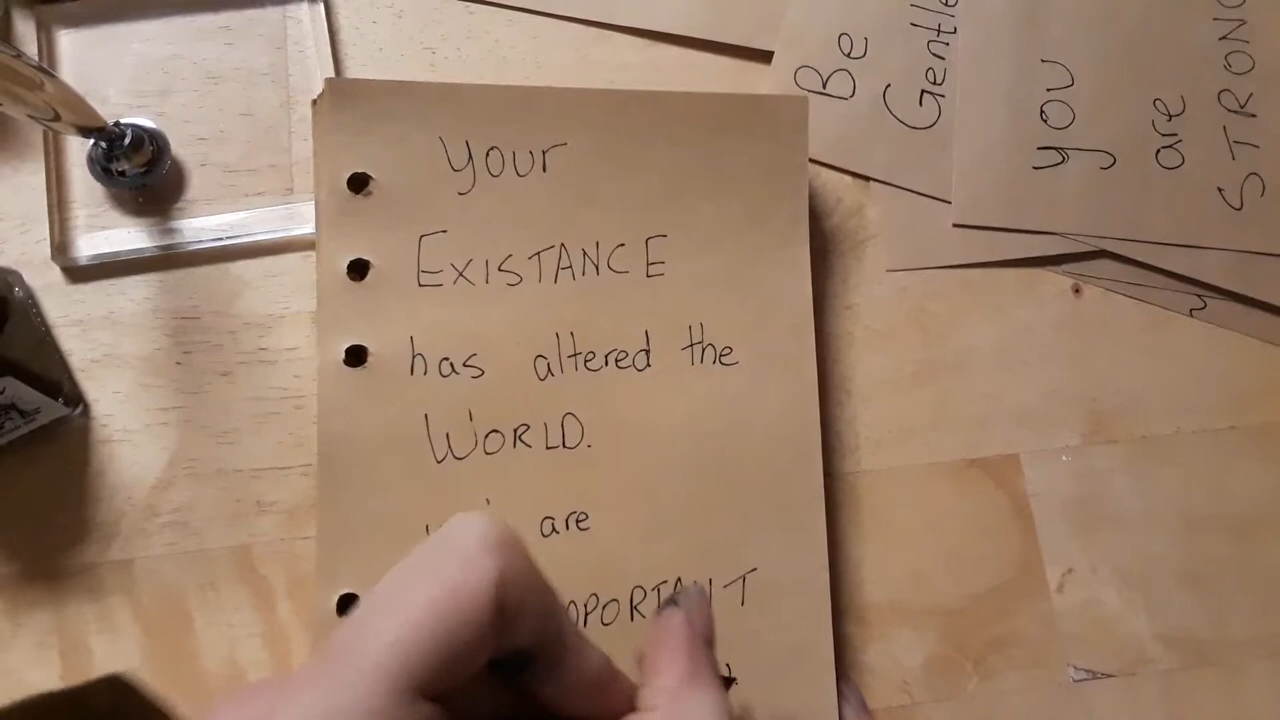 your
EXISTANCE
has altered the
WORLD.
are
Be
Gentle
you
are
STRONG